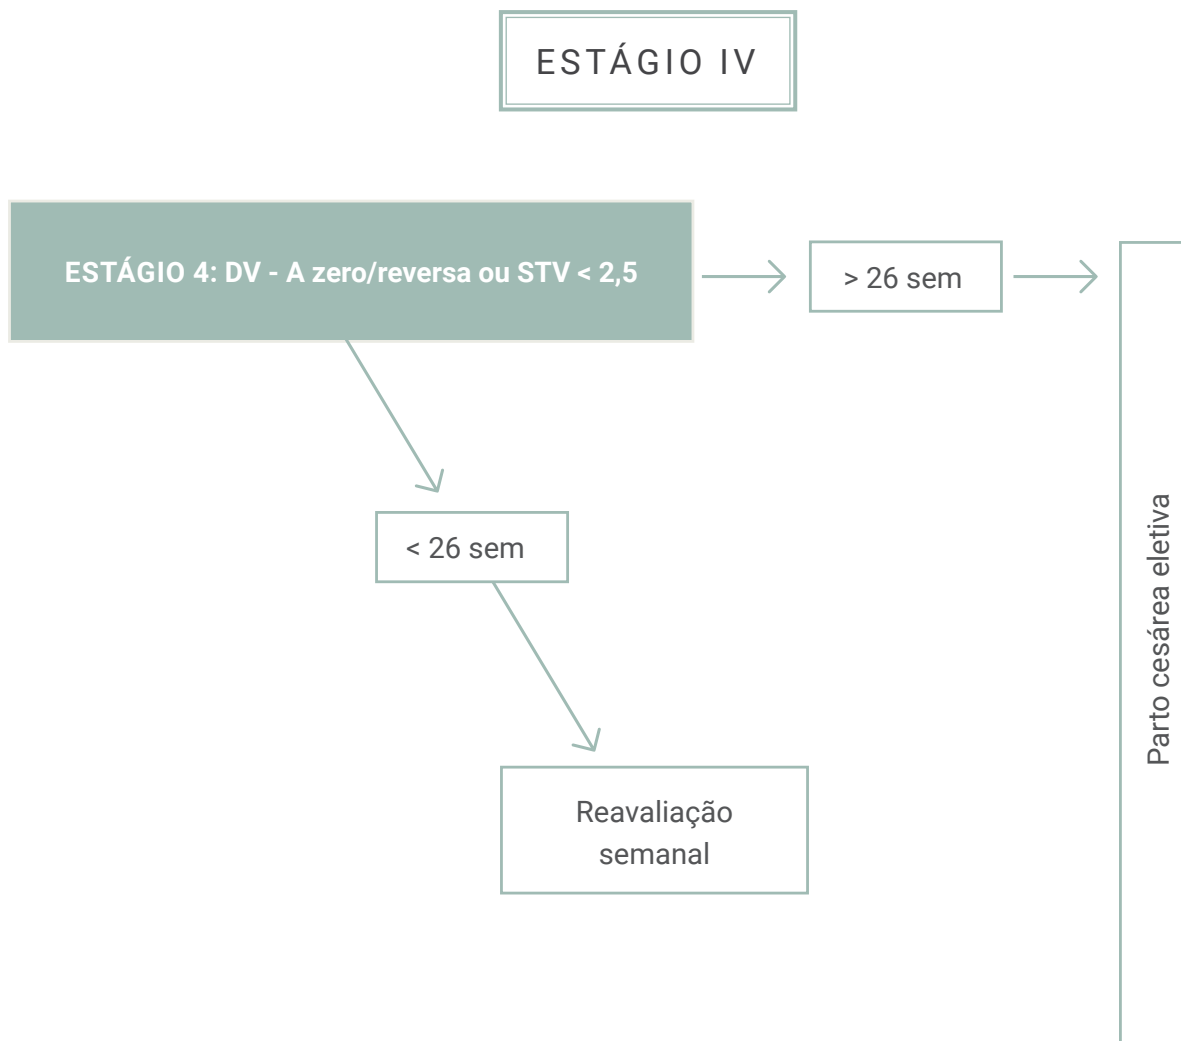 ESTÁGIO IV
ESTÁGIO 4: DV - A zero/reversa ou STV < 2,5
> 26 sem
< 26 sem
Reavaliação
semanal
Parto cesárea eletiva